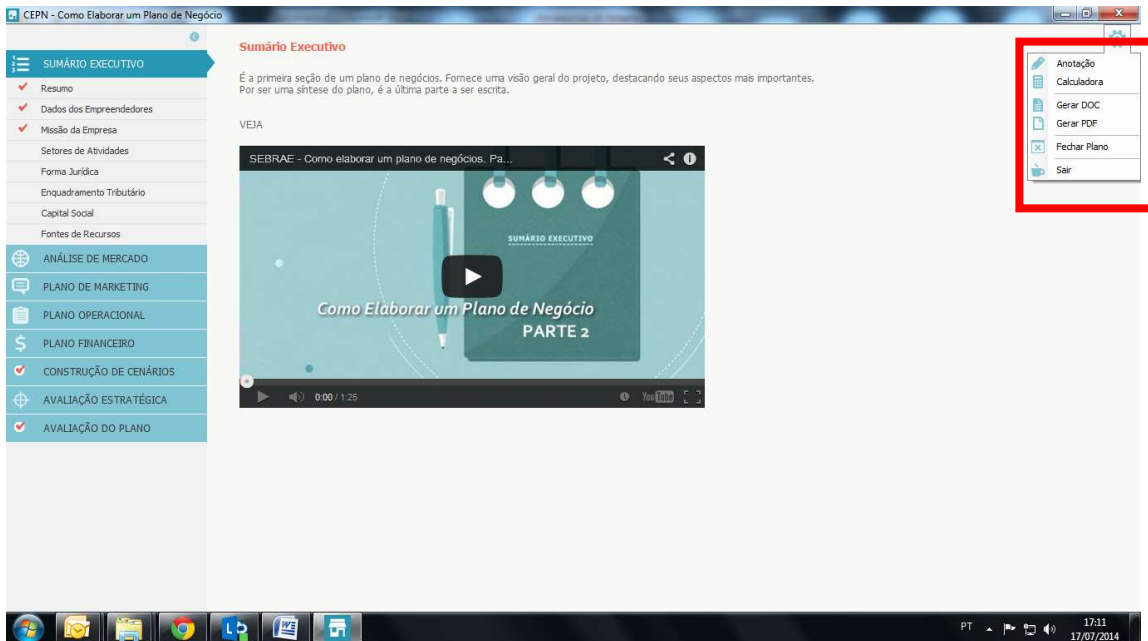 CEPN - Como Elaborar um Plano de Negócio
SUMÁRIO EXECUTIVO
Resumo
Dados dos Empreendedores
Missão da Empresa
Setores de Atividades
Forma Jurídica
Enquadramento Tributário
Capital Social
Fontes de Recursos
ANÁLISE DE MERCADO
PLANO DE MARKETING
PLANO OPERACIONAL
PLANO FINANCEIRO
CONSTRUÇÃO DE CENÁRIOS
AVALIAÇÃO ESTRATÉGICA
AVALIAÇÃO DO PLANO
Sumário Executivo
É a primeira seção de um plano de negócios. Fornece uma visão geral do projeto, destacando seus aspectos mais importantes.
Por ser uma síntese do plano, é a última parte a ser escrita.
VEJA
SEBRAE - Como elaborar um plano de negócios. Pa...
SUMÁRIO EXECUTIVO
Como Elaborar um Plano de Negócio
PARTE 2
0:00 / 1:25
YouTube
Anotação
Calculadora
Gerar DOC
Gerar PDF
Fechar Plano
Sair
PT
17:11
17/07/2014